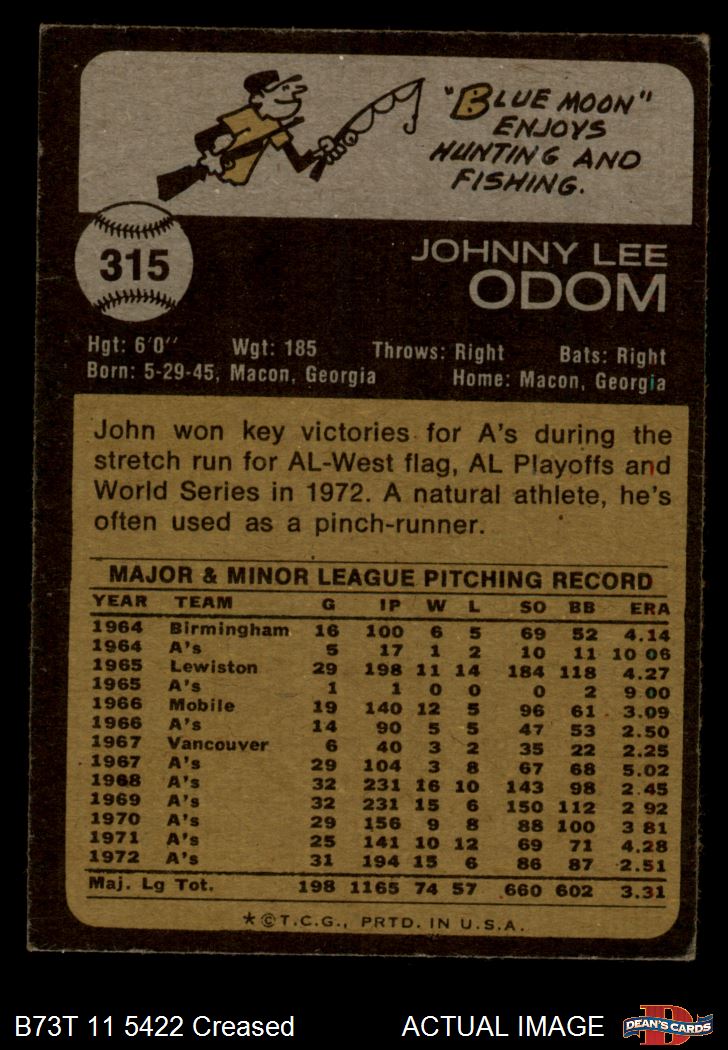 "BLUE MOON"
ENJOYS
HUNTING AND
FISHING.
315
JOHNNY LEE
ODOM
Hgt: 6'0" Wgt: 185 Throws: Right Bats: Right
Born: 5-29-45, Macon, Georgia Home: Macon, Georgia
John won key victories for A's during the
stretch run for AL-West flag, AL Playoffs and
World Series in 1972. A natural athlete, he's
often used as a pinch-runner.
MAJOR & MINOR LEAGUE PITCHING RECORD
YEAR TEAM G IP W L SO BB ERA
1964 Birmingham 16 100 6 5 69 52 4.14
1964 A's 5 17 1 2 10 11 10 06
1965 Lewiston 29 198 11 14 184 118 4.27
1965 A's 1 1 0 0 0 2 9 00
1966 Mobile 19 140 12 5 96 61 3.09
1966 A's 14 90 5 5 47 53 2.50
1967 Vancouver 6 40 3 2 35 22 2.25
1967 A's 29 104 3 8 67 68 5.02
1968 A's 32 231 16 10 143 98 2.45
1969 A's 32 231 15 6 150 112 2 92
1970 A's 29 156 9 8 88 100 3 81
1971 A's 25 141 10 12 69 71 4.28
1972 A's 31 194 15 6 86 87 2.51
Maj. Lg Tot. 198 1165 74 57 660 602 3.31
*©T.C.G., PRTD. IN U.S.A.
B73T 11 5422 Creased ACTUAL IMAGE DEAN'S CARDS